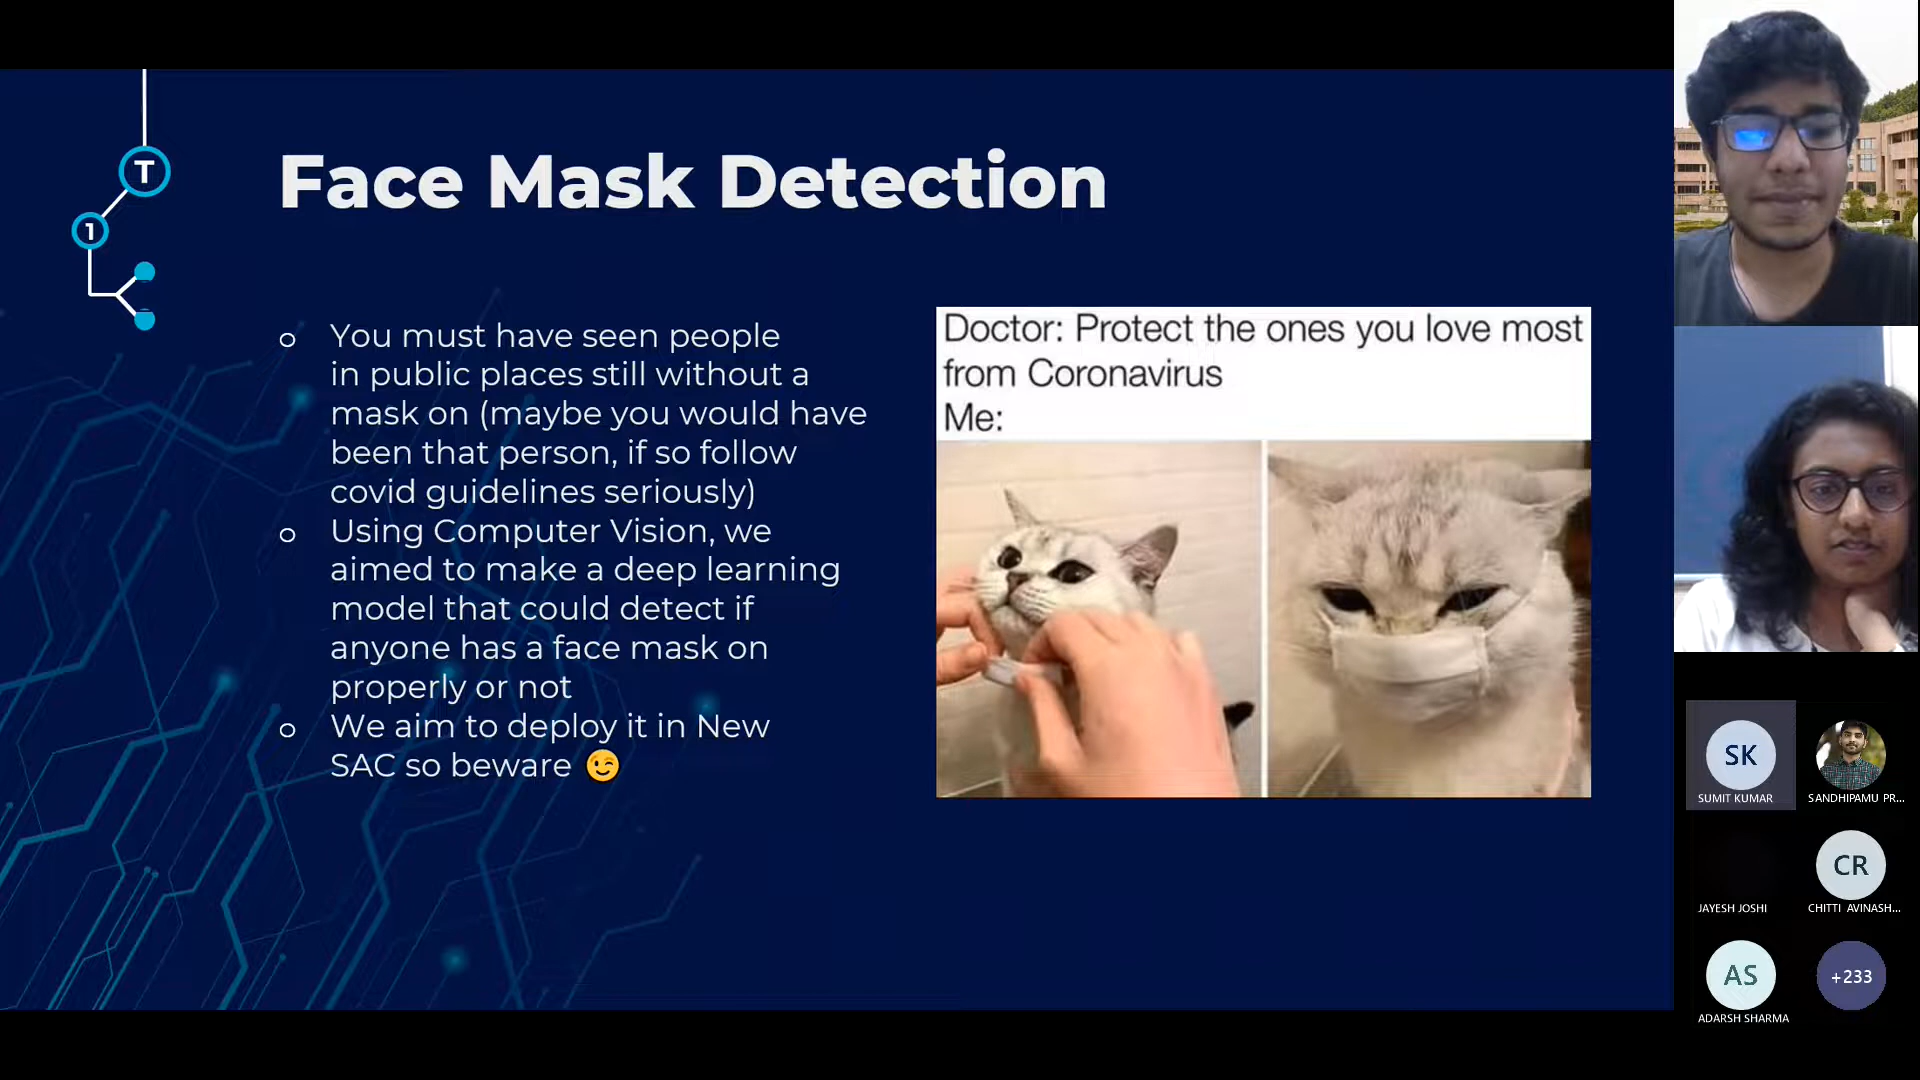 T
1
Face Mask Detection
o You must have seen people
in public places still without a
mask on (maybe you would have
been that person, if so follow
covid guidelines seriously)
o Using Computer Vision, we
aimed to make a deep learning
model that could detect if
anyone has a face mask on
properly or not
o We aim to deploy it in New
SAC so beware 😉
Doctor: Protect the ones you love most
from Coronavirus
Me:
SK
SUMIT KUMAR
SANDHIPAMU PR...
JAYESH JOSHI
CR
CHITTI AVINASH...
AS
ADARSH SHARMA
+233